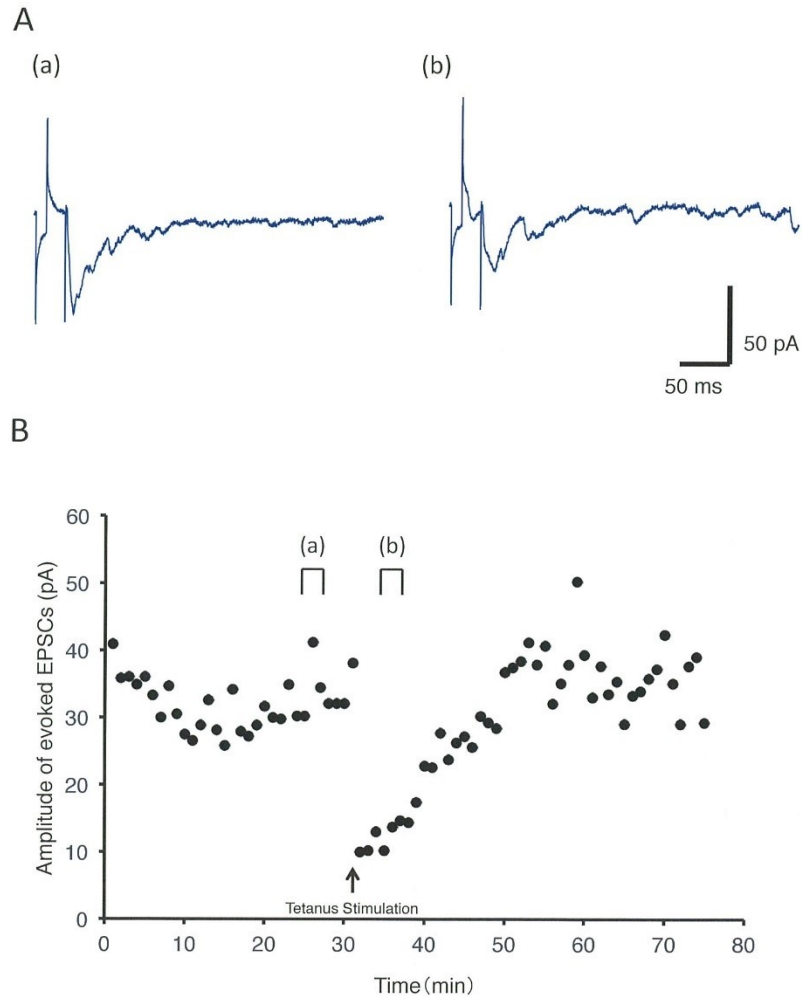 A
(a)
(b)
50 pA
50 ms
B
60
50
40
30
20
10
0
Amplitude of evoked EPSCs (pA)
(a)
(b)
Tetanus Stimulation
0 10 20 30 40 50 60 70 80
Time(min)